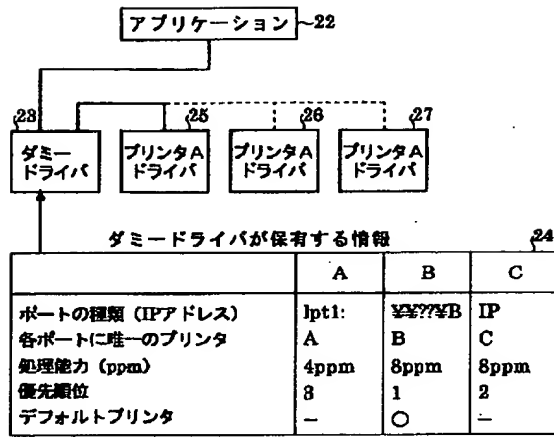 アプリケーション 22
23 25 26 27
ダミー
ドライバ
プリンタA
ドライバ
プリンタA
ドライバ
プリンタA
ドライバ
ダミードライバが保有する情報 24
A B C
ポートの種類（IPアドレス） lpt1: ¥¥??¥B IP
各ポートに唯一のプリンタ A B C
処理能力（ppm） 4ppm 8ppm 8ppm
優先順位 3 1 2
デフォルトプリンタ － ○ －